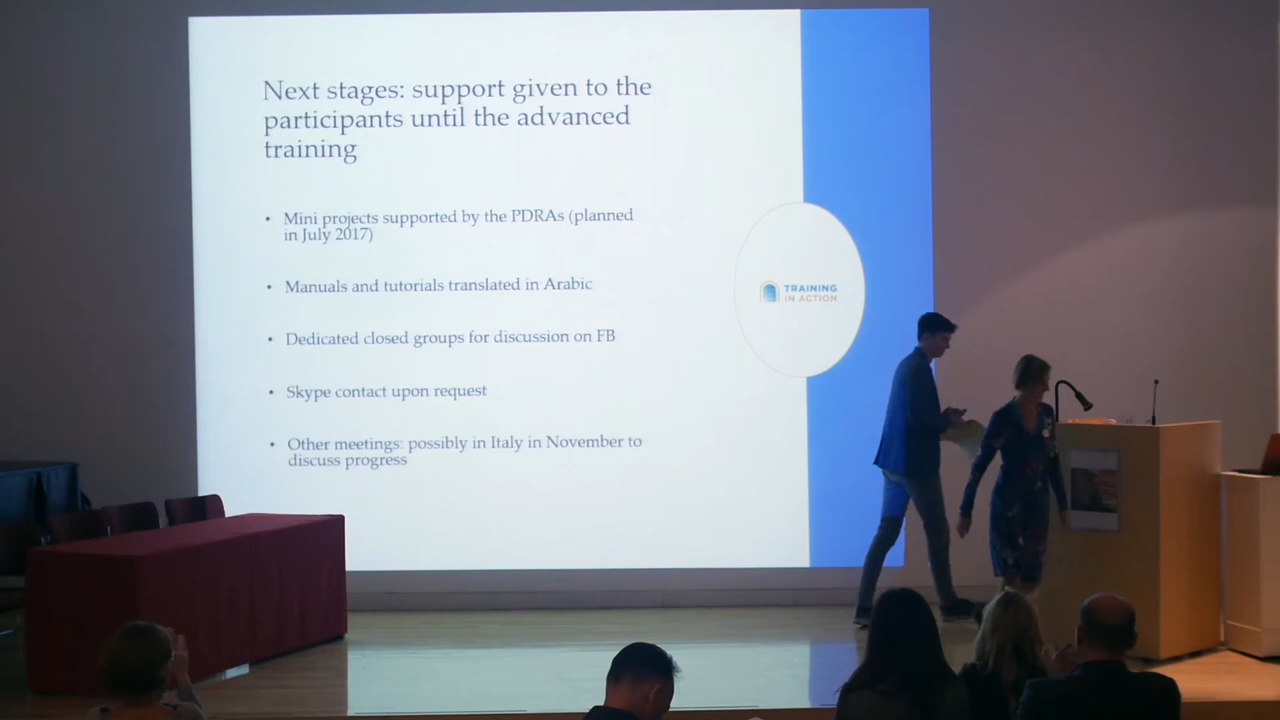 Next stages: support given to the
participants until the advanced
training
• Mini projects supported by the PDRAs (planned
in July 2017)
• Manuals and tutorials translated in Arabic
• Dedicated closed groups for discussion on FB
• Skype contact upon request
• Other meetings: possibly in Italy in November to
discuss progress
TRAINING
IN ACTION